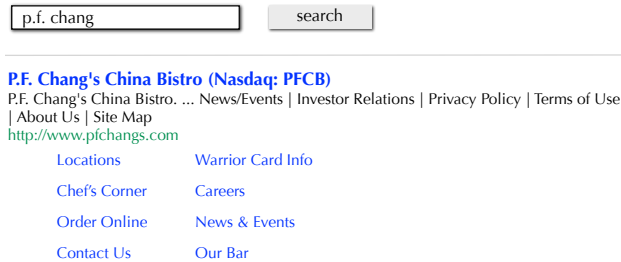 p.f. chang
search
P.F. Chang's China Bistro (Nasdaq: PFCB)
P.F. Chang's China Bistro. ... News/Events | Investor Relations | Privacy Policy | Terms of Use
| About Us | Site Map
http://www.pfchangs.com
Locations Warrior Card Info
Chef’s Corner Careers
Order Online News & Events
Contact Us Our Bar